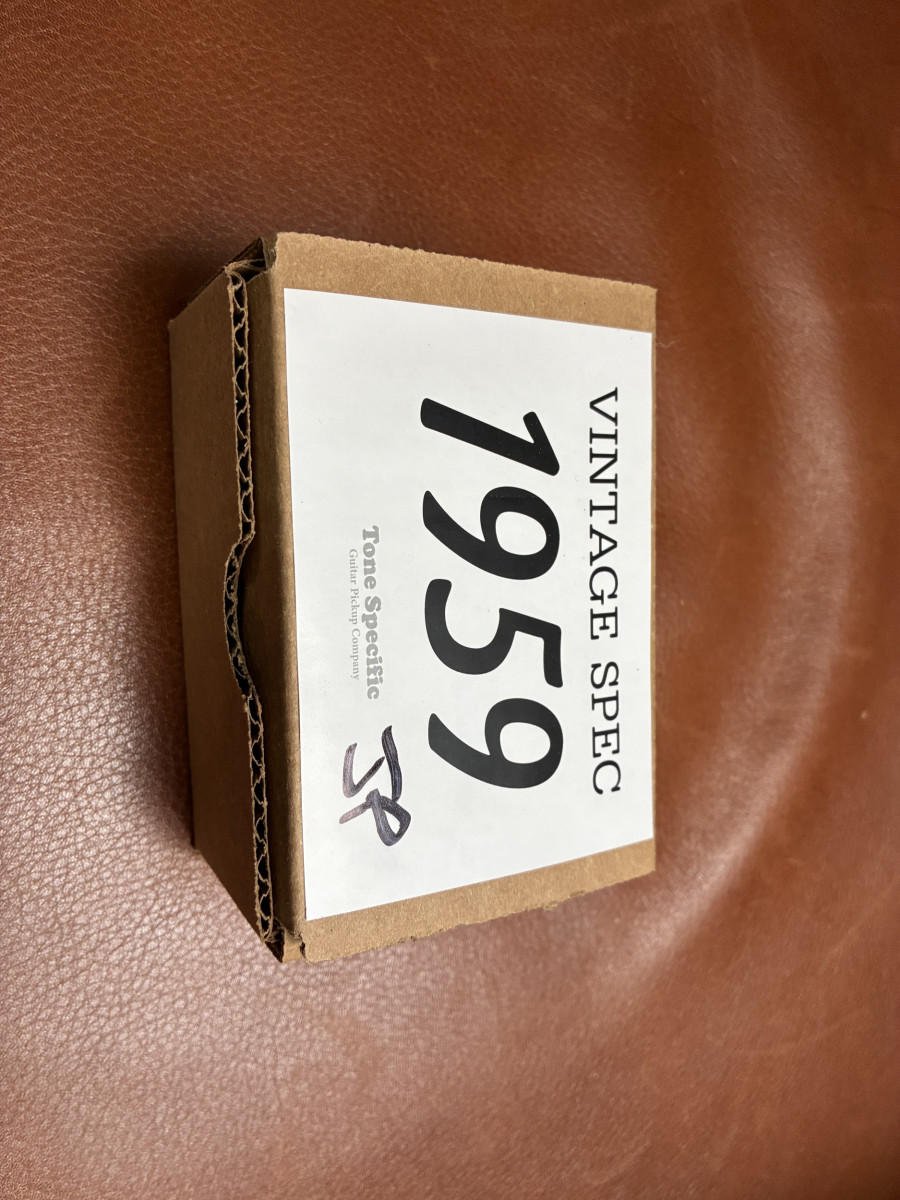 VINTAGE SPEC
1959
Tone Specific
Guitar Pickup Company
JP